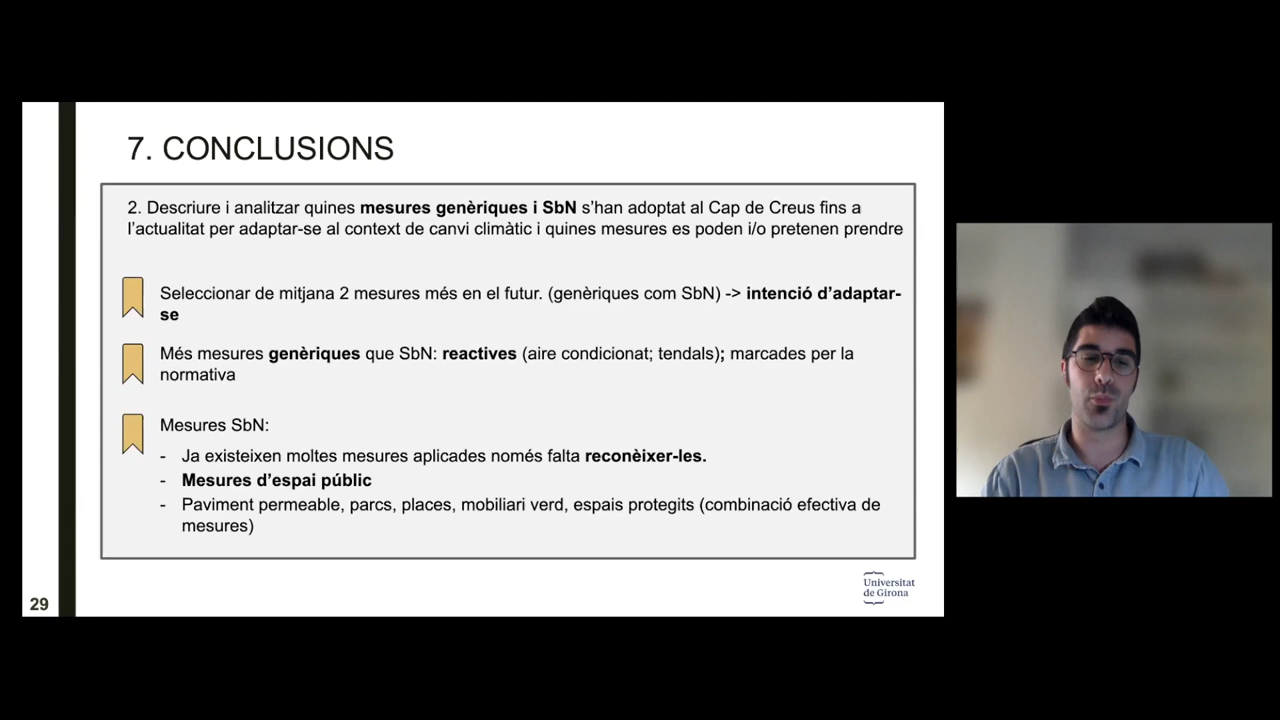 7. CONCLUSIONS
2. Descriure i analitzar quines mesures genèriques i SbN s’han adoptat al Cap de Creus fins a
l’actualitat per adaptar-se al context de canvi climàtic i quines mesures es poden i/o pretenen prendre
Seleccionar de mitjana 2 mesures més en el futur. (genèriques com SbN) -> intenció d’adaptar-
se
Més mesures genèriques que SbN: reactives (aire condicionat; tendals); marcades per la
normativa
Mesures SbN:
- Ja existeixen moltes mesures aplicades només falta reconèixer-les.
- Mesures d’espai públic
- Paviment permeable, parcs, places, mobiliari verd, espais protegits (combinació efectiva de
mesures)
Universitat
de Girona
29